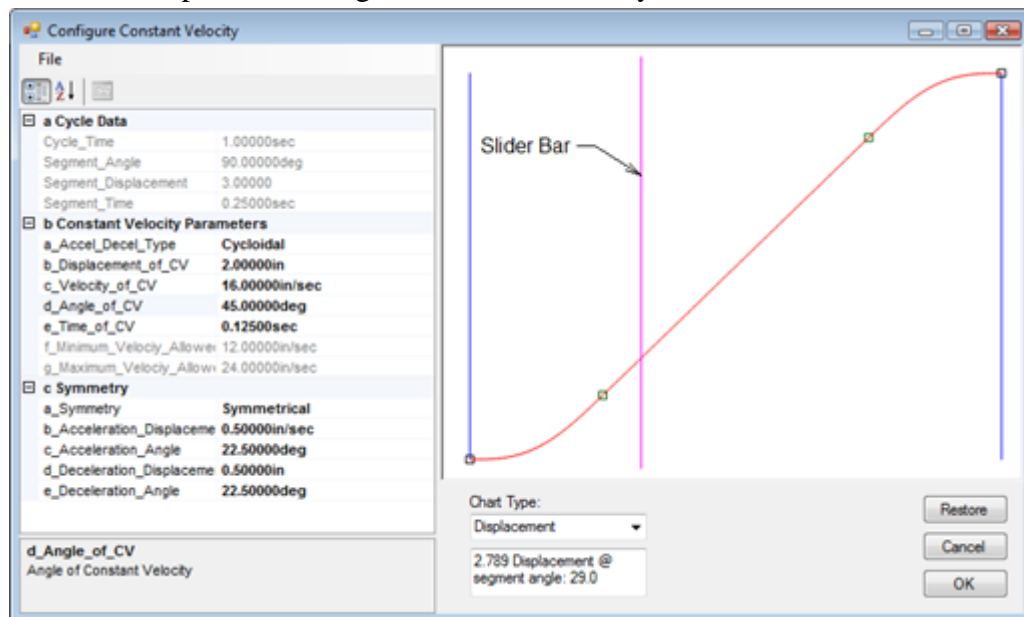 Configure Constant Velocity
File
a Cycle Data
Cycle_Time 1.00000sec
Segment_Angle 90.00000deg
Segment_Displacement 3.00000
Segment_Time 0.25000sec
b Constant Velocity Parameters
a_Accel_Decel_Type Cycloidal
b_Displacement_of_CV 2.00000in
c_Velocity_of_CV 16.00000in/sec
d_Angle_of_CV 45.00000deg
e_Time_of_CV 0.12500sec
f_Minimum_Velociy_Allowe 12.00000in/sec
g_Maximum_Velociy_Allow 24.00000in/sec
c Symmetry
a_Symmetry Symmetrical
b_Acceleration_Displaceme 0.50000in/sec
c_Acceleration_Angle 22.50000deg
d_Deceleration_Displaceme 0.50000in
e_Deceleration_Angle 22.50000deg
d_Angle_of_CV
Angle of Constant Velocity
Slider Bar
Chart Type:
Displacement
2.789 Displacement @
segment angle: 29.0
Restore
Cancel
OK